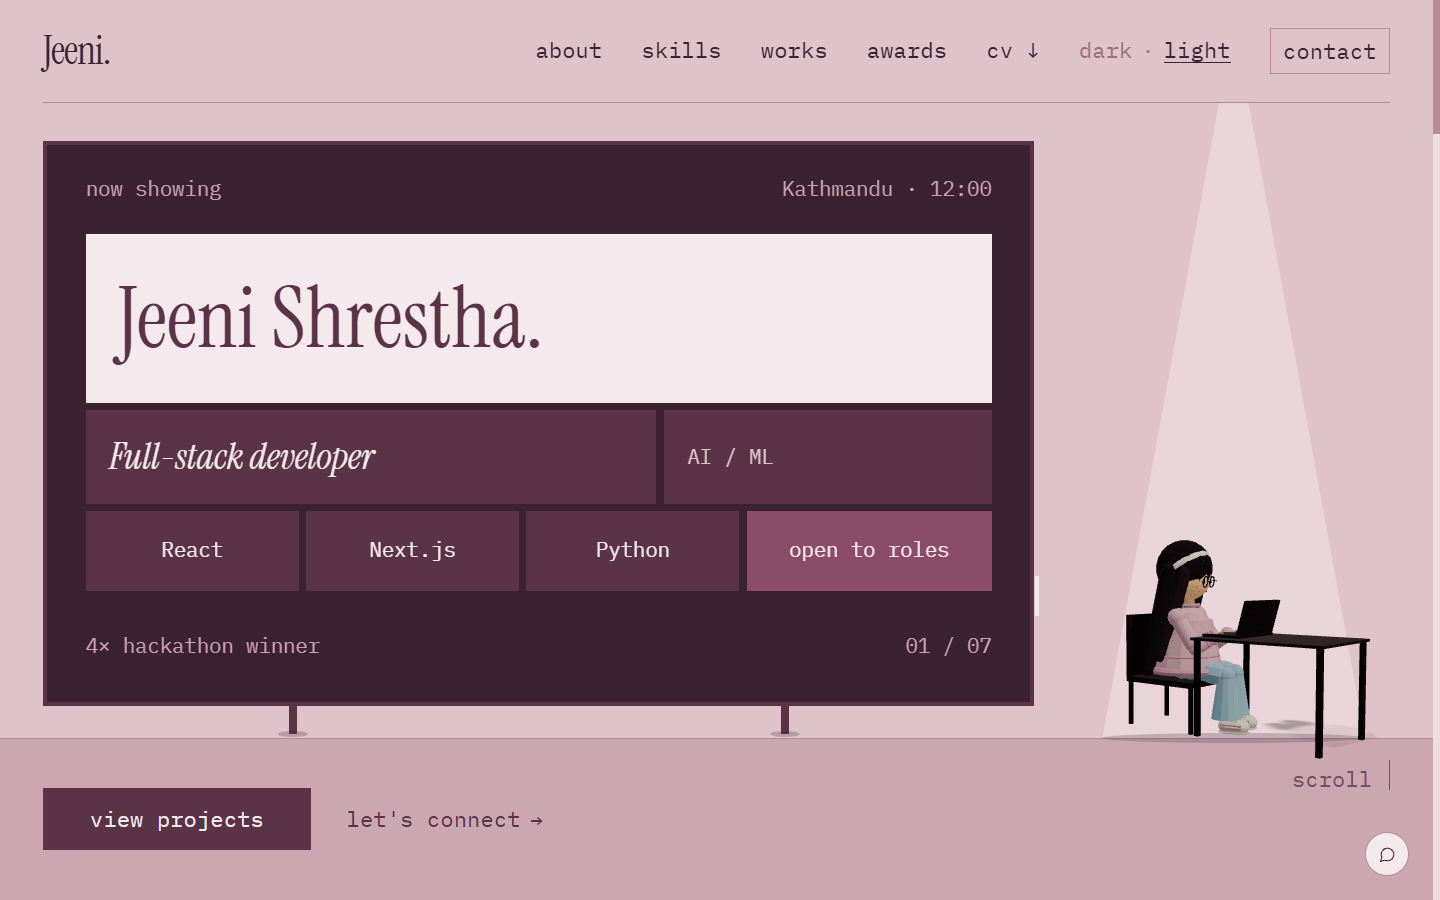 Jeeni.
about skills works awards cv ↓ dark · light contact
now showing
Kathmandu · 12:00
Jeeni Shrestha.
Full-stack developer
AI / ML
React
Next.js
Python
open to roles
4× hackathon winner
01 / 07
scroll
view projects
let's connect →